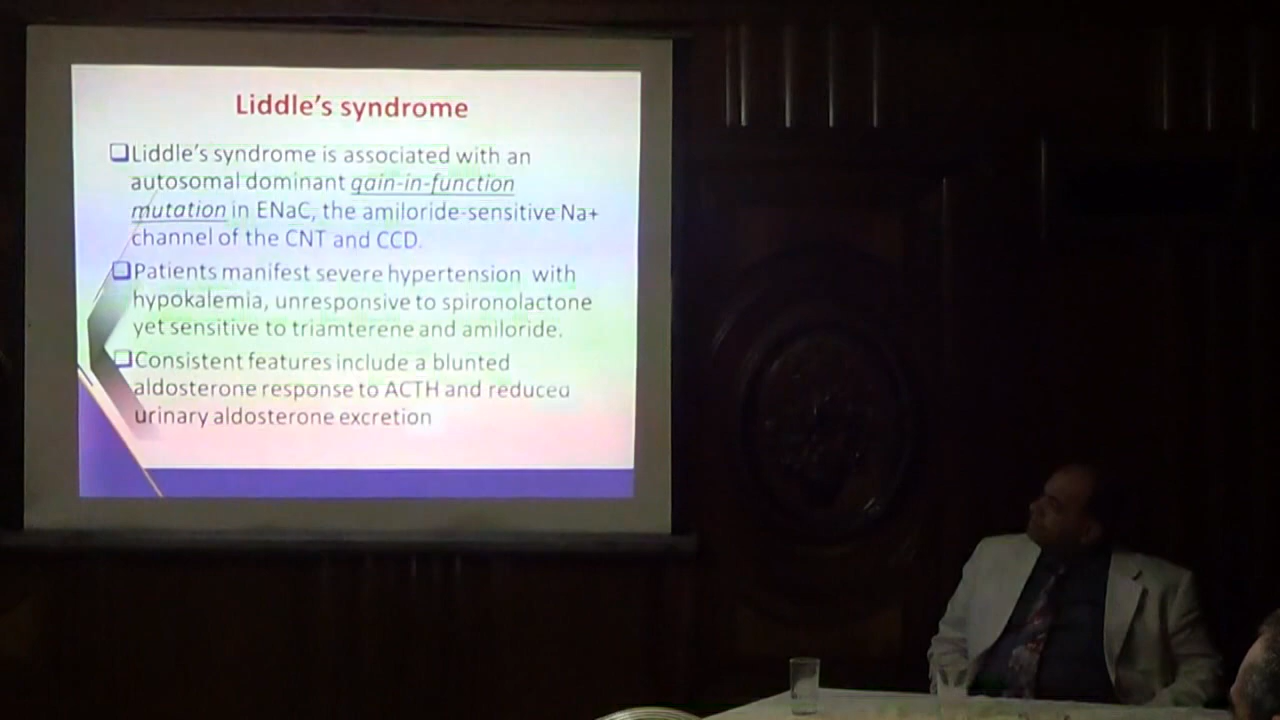 Liddle's syndrome
Liddle's syndrome is associated with an
autosomal dominant gain-in-function
mutation in ENaC, the amiloride-sensitive Na+
channel of the CNT and CCD.
Patients manifest severe hypertension with
hypokalemia, unresponsive to spironolactone
yet sensitive to triamterene and amiloride.
Consistent features include a blunted
aldosterone response to ACTH and reduced
urinary aldosterone excretion